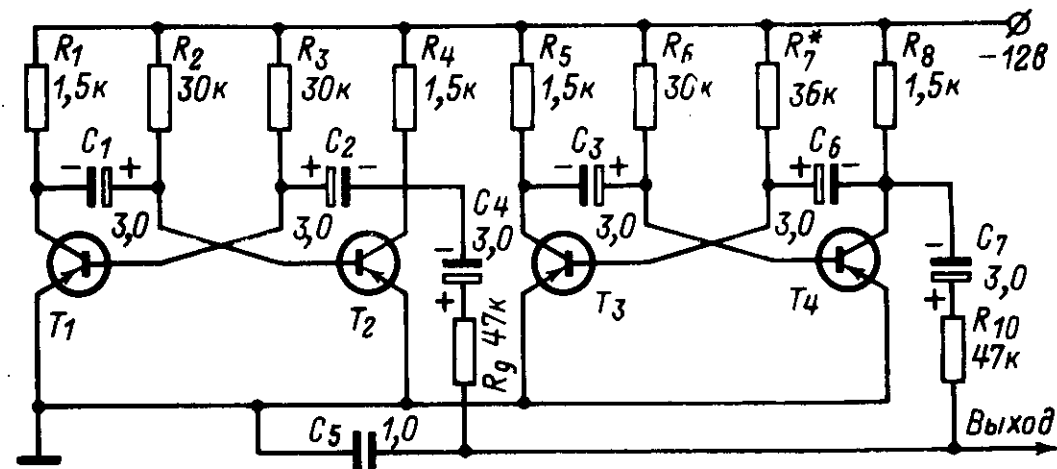 R1 1,5к
R2 30к
R3 30к
R4 1,5к
R5 1,5к
R6 30к
R7* 36к
R8 1,5к
-12в
- C1 +
+ C2 -
- C3 +
+ C6 -
3,0
3,0
3,0
3,0
- C4 3,0 +
- C7 3,0 +
T1
T2
T3
T4
R9 47к
R10 47к
C5 1,0
Выход